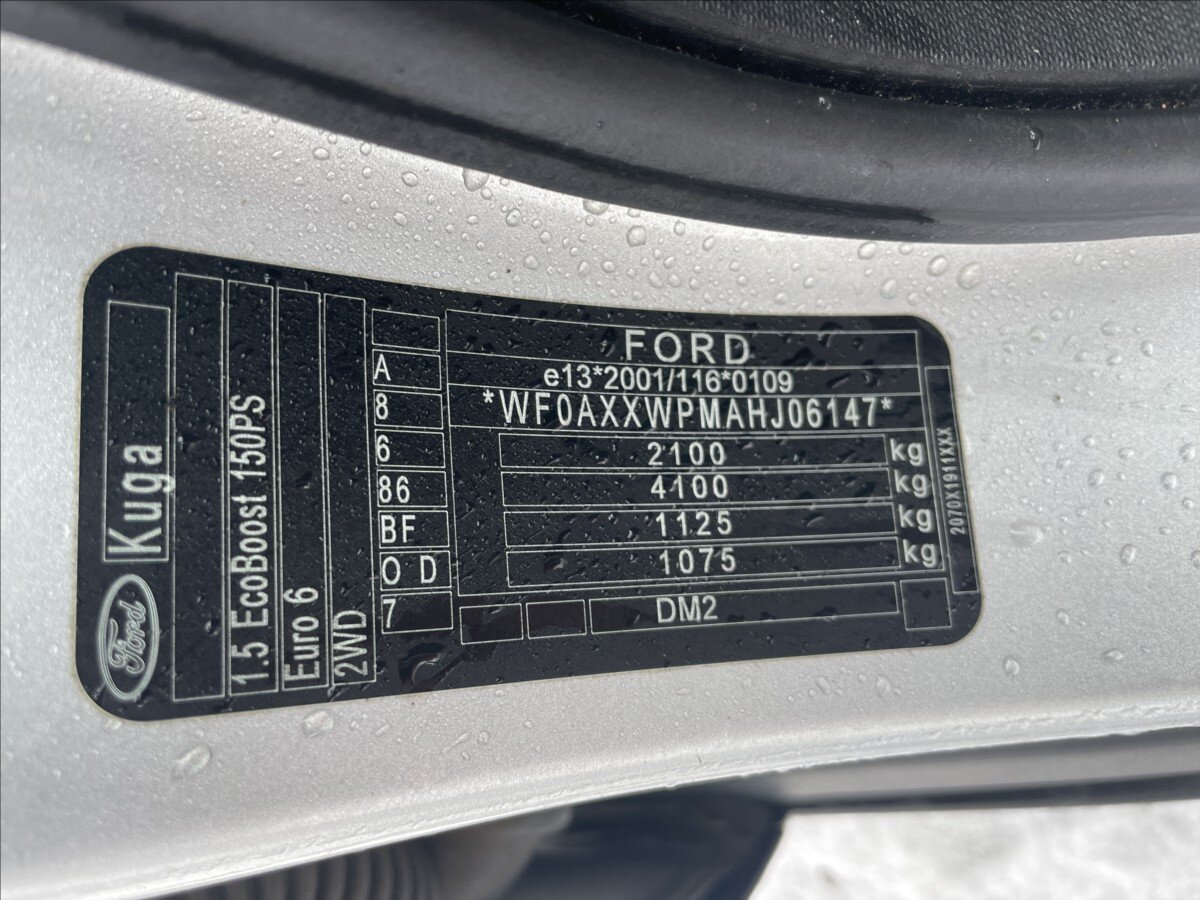 Ford
Kuga
1.5 EcoBoost 150PS
Euro 6
2WD
A
8
6
86
BF
O D
7
FORD
e13*2001/116*0109
*WF0AXXWPMAHJ06147*
2100 kg
4100 kg
1125 kg
1075 kg
DM2
2070X1911XXX